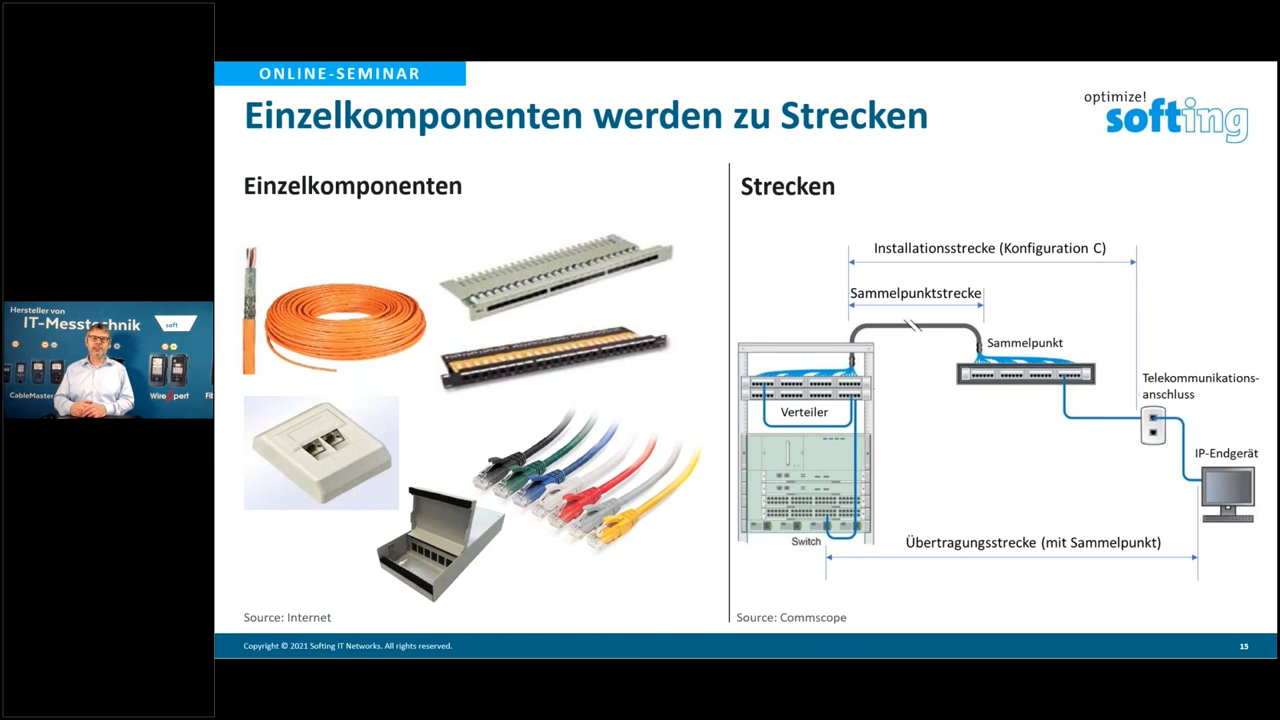 ONLINE-SEMINAR
Einzelkomponenten werden zu Strecken
optimize!
softing
Einzelkomponenten
Strecken
Installationsstrecke (Konfiguration C)
Sammelpunktstrecke
Sammelpunkt
Telekommunikations-
anschluss
Verteiler
IP-Endgerät
Switch
Übertragungsstrecke (mit Sammelpunkt)
Source: Internet
Source: Commscope
Copyright © 2021 Softing IT Networks. All rights reserved.
15
Hersteller von
IT-Messtechnik
soft
CableMaster
WireXpert